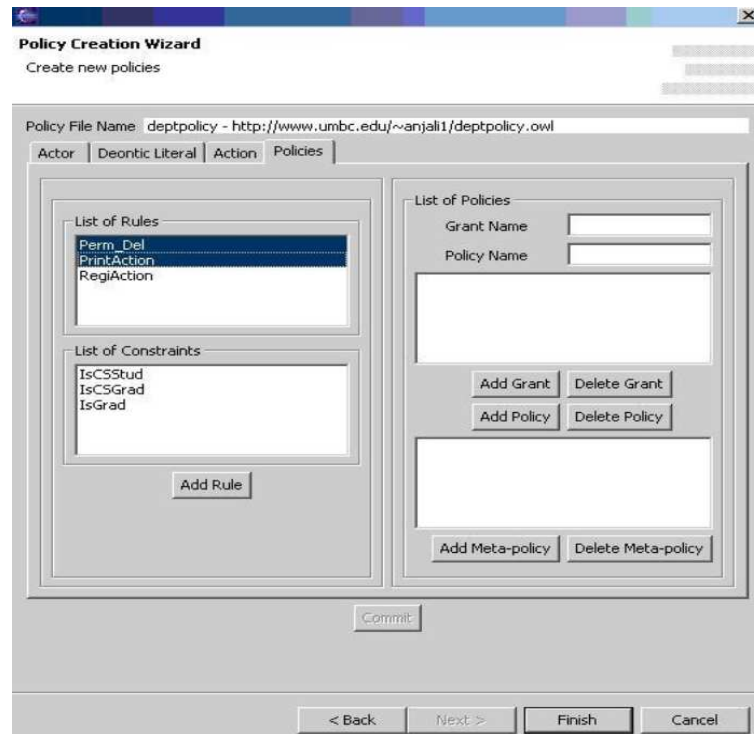 Policy Creation Wizard
Create new policies
Policy File Name deptpolicy - http://www.umbc.edu/~anjali1/deptpolicy.owl
Actor Deontic Literal Action Policies
List of Rules
Perm_Del
PrintAction
RegiAction
List of Constraints
IsCSStud
IsCSGrad
IsGrad
Add Rule
List of Policies
Grant Name
Policy Name
Add Grant Delete Grant
Add Policy Delete Policy
Add Meta-policy Delete Meta-policy
Commit
< Back Next > Finish Cancel